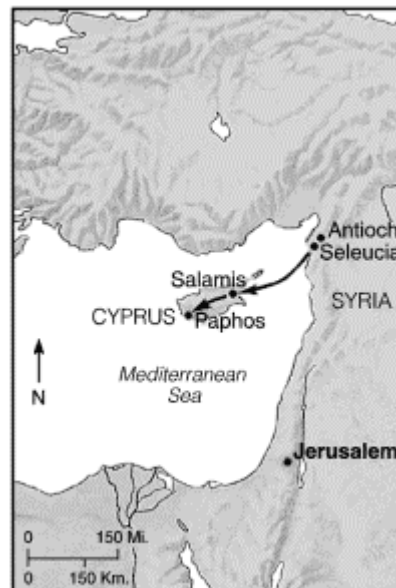 Antioch
Seleucia
Salamis
SYRIA
CYPRUS
Paphos
Mediterranean
Sea
N
Jerusalem
0 150 Mi.
0 150 Km.